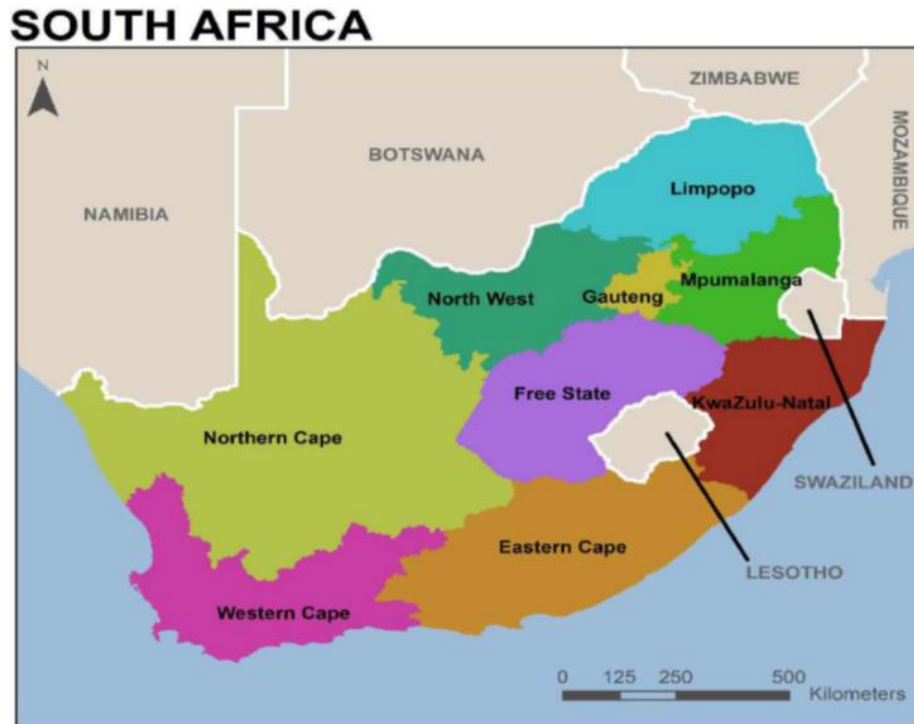 SOUTH AFRICA
N
ZIMBABWE
MOZAMBIQUE
BOTSWANA
NAMIBIA
Limpopo
Mpumalanga
North West
Gauteng
Free State
KwaZulu-Natal
Northern Cape
SWAZILAND
Eastern Cape
LESOTHO
Western Cape
0 125 250 500
Kilometers